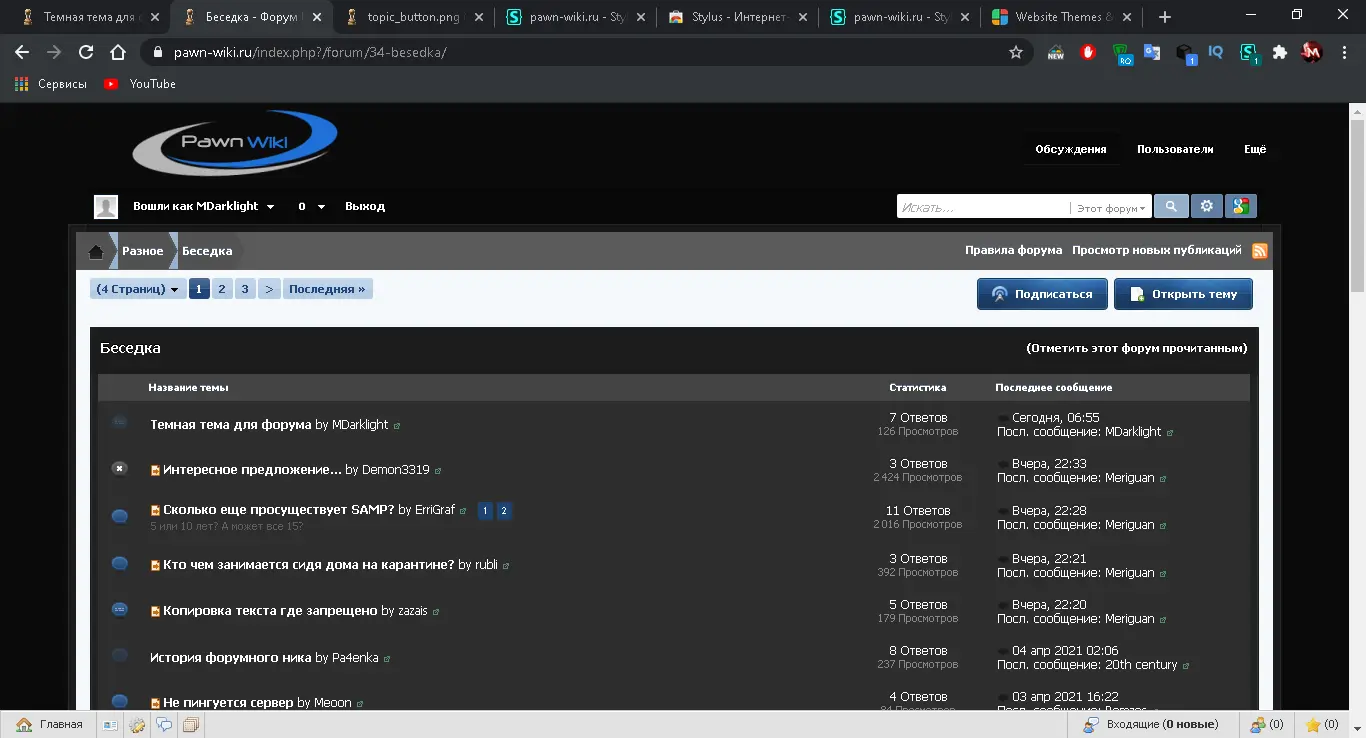 Темная тема для
Беседка - Форум
topic_button.png
pawn-wiki.ru - Sty
Stylus - Интернет-
pawn-wiki.ru - Sty
Website Themes &
pawn-wiki.ru/index.php?/forum/34-besedka/
NEW
RQ
1
IQ
1
Сервисы
YouTube
Pawn Wiki
Обсуждения Пользователи Ещё
Вошли как MDarklight 0 Выход
Искать... Этот форум
Разное Беседка Правила форума Просмотр новых публикаций
(4 Страниц) 1 2 3 > Последняя » Подписаться Открыть тему
Беседка (Отметить этот форум прочитанным)
Название темы Статистика Последнее сообщение
Темная тема для форума by MDarklight 7 Ответов Сегодня, 06:55
126 Просмотров Посл. сообщение: MDarklight
Интересное предложение... by Demon3319 3 Ответов Вчера, 22:33
2 424 Просмотров Посл. сообщение: Meriguan
Сколько еще просуществует SAMP? by ErriGraf 1 2 11 Ответов Вчера, 22:28
5 или 10 лет? А может все 15? 2 016 Просмотров Посл. сообщение: Meriguan
Кто чем занимается сидя дома на карантине? by rubli 3 Ответов Вчера, 22:21
392 Просмотров Посл. сообщение: Meriguan
Копировка текста где запрещено by zazais 5 Ответов Вчера, 22:20
179 Просмотров Посл. сообщение: Meriguan
История форумного ника by Pa4enka 8 Ответов 04 апр 2021 02:06
237 Просмотров Посл. сообщение: 20th century
Не пингуется сервер by Meoon 4 Ответов 03 апр 2021 16:22
Главная Входящие (0 новые) (0) (0)